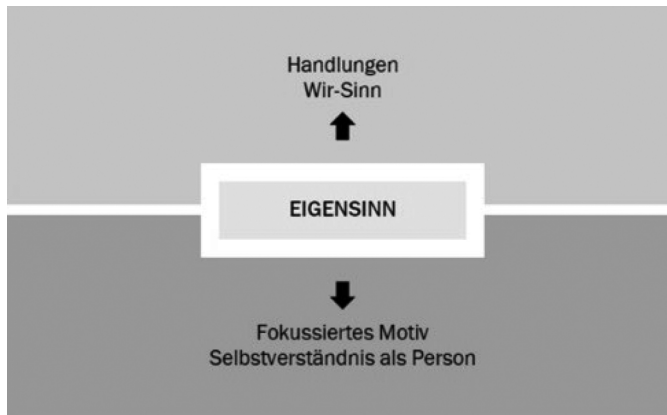 Handlungen
Wir-Sinn
EIGENSINN
Fokussiertes Motiv
Selbstverständnis als Person